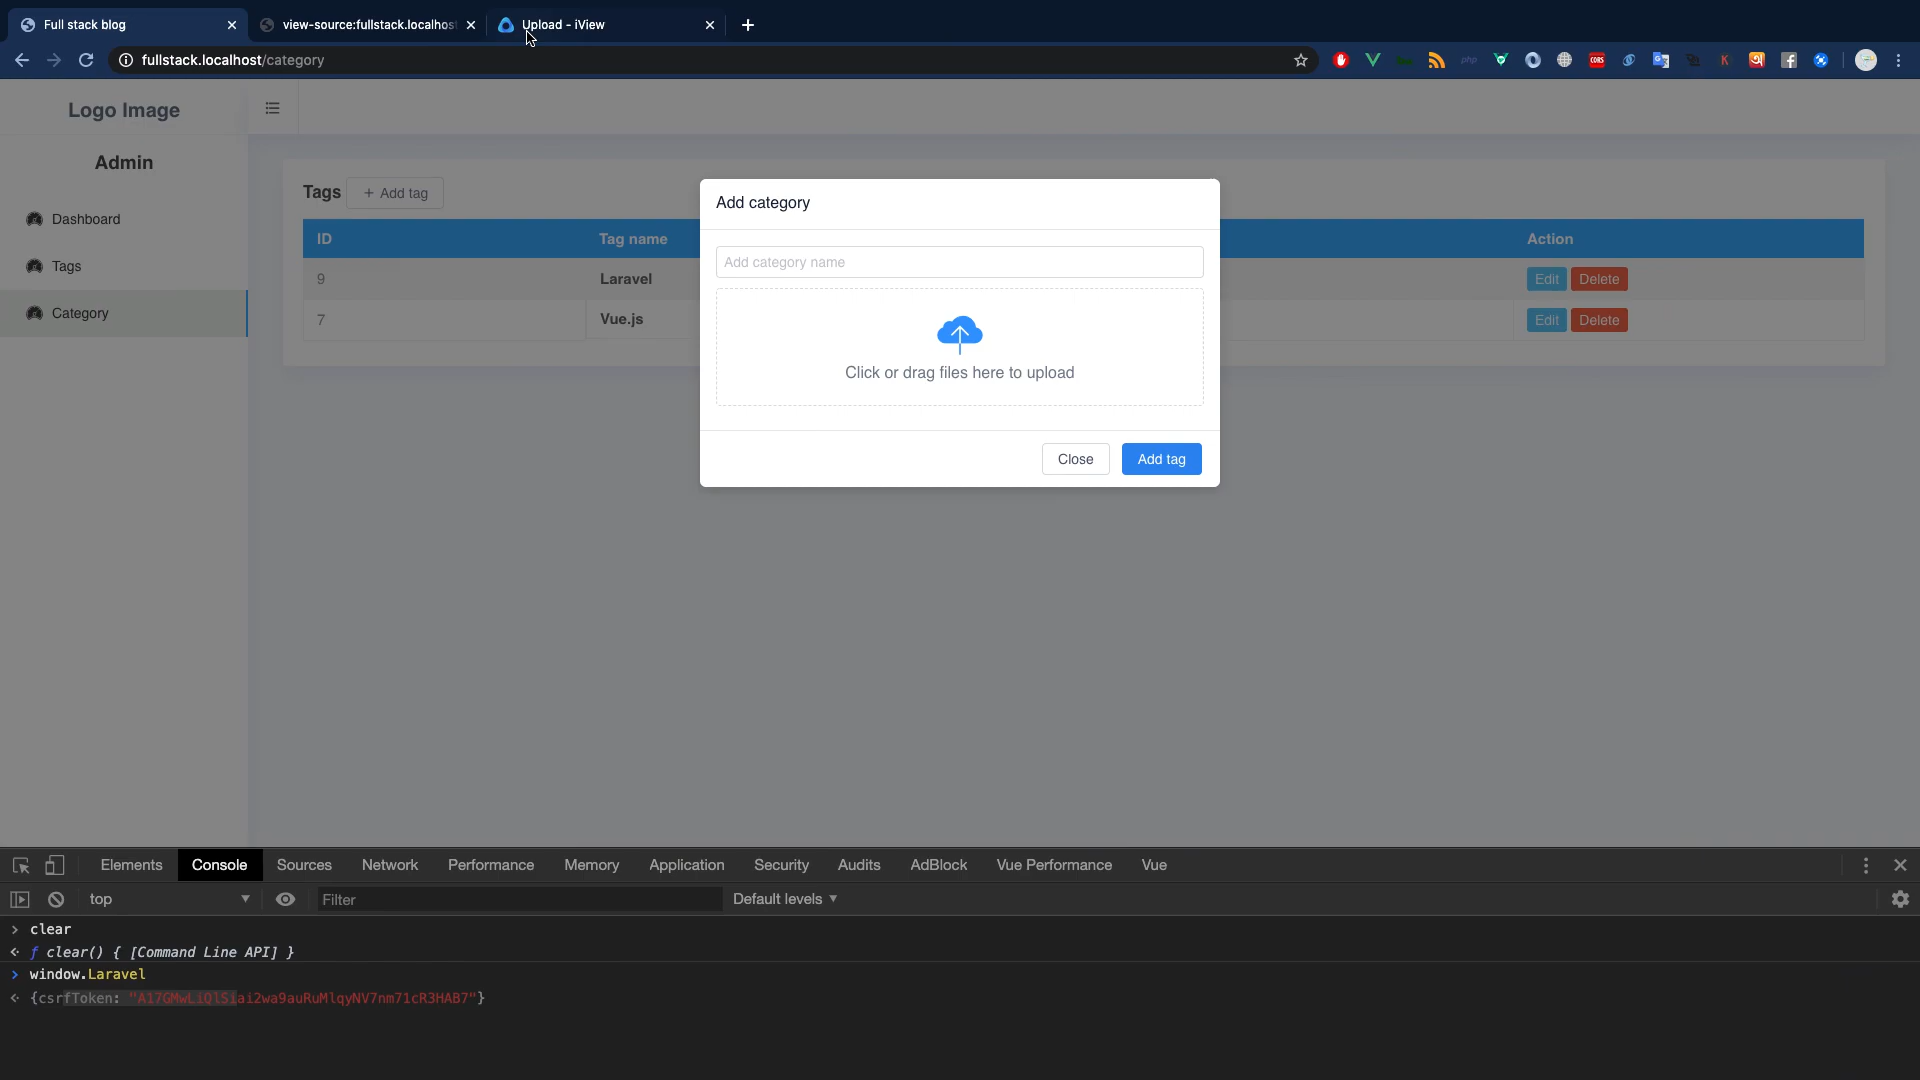 Full stack blog
view-source:fullstack.localhost
Upload - iView
fullstack.localhost/category
php
CORS
K
Logo Image
Admin
Dashboard
Tags
Category
Tags
+ Add tag
ID
Tag name
Action
9
Laravel
Edit
Delete
7
Vue.js
Edit
Delete
Add category
Add category name
Click or drag files here to upload
Close
Add tag
Elements
Console
Sources
Network
Performance
Memory
Application
Security
Audits
AdBlock
Vue Performance
Vue
top
Filter
Default levels
> clear
f clear() { [Command Line API] }
> window.Laravel
{csrfToken: "A17GMwLiQlSiai2wa9auRuMlqyNV7nm71cR3HAB7"}